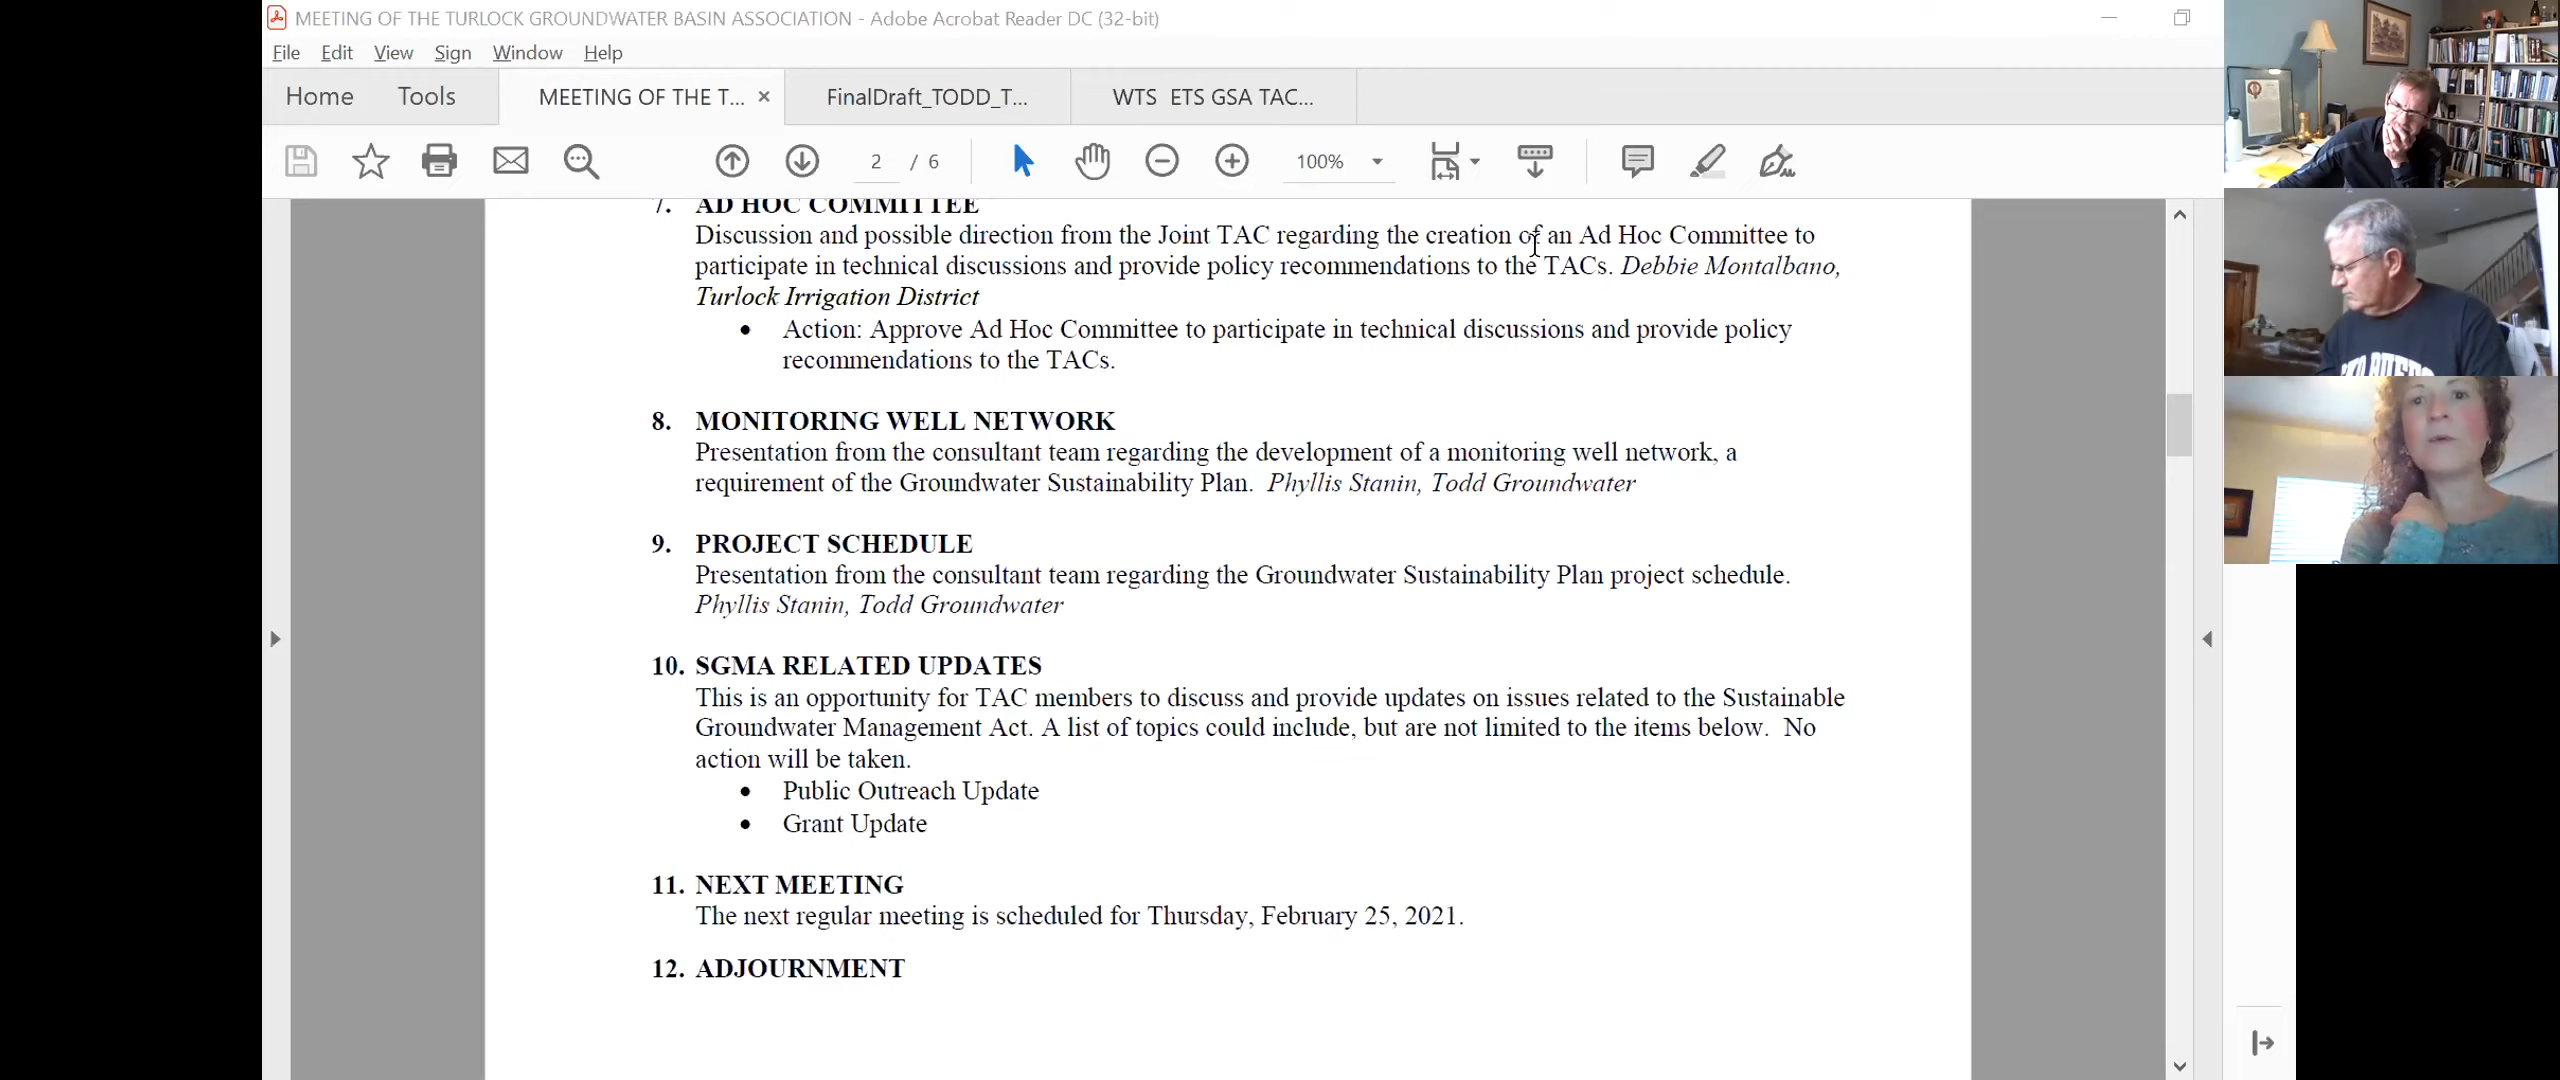 MEETING OF THE TURLOCK GROUNDWATER BASIN ASSOCIATION - Adobe Acrobat Reader DC (32-bit)
File Edit View Sign Window Help
Home Tools MEETING OF THE T... × FinalDraft_TODD_T... WTS ETS GSA TAC...
2 / 6 100%
7. AD HOC COMMITTEE
Discussion and possible direction from the Joint TAC regarding the creation of an Ad Hoc Committee to
participate in technical discussions and provide policy recommendations to the TACs. Debbie Montalbano,
Turlock Irrigation District
• Action: Approve Ad Hoc Committee to participate in technical discussions and provide policy
recommendations to the TACs.
8. MONITORING WELL NETWORK
Presentation from the consultant team regarding the development of a monitoring well network, a
requirement of the Groundwater Sustainability Plan. Phyllis Stanin, Todd Groundwater
9. PROJECT SCHEDULE
Presentation from the consultant team regarding the Groundwater Sustainability Plan project schedule.
Phyllis Stanin, Todd Groundwater
10. SGMA RELATED UPDATES
This is an opportunity for TAC members to discuss and provide updates on issues related to the Sustainable
Groundwater Management Act. A list of topics could include, but are not limited to the items below. No
action will be taken.
• Public Outreach Update
• Grant Update
11. NEXT MEETING
The next regular meeting is scheduled for Thursday, February 25, 2021.
12. ADJOURNMENT